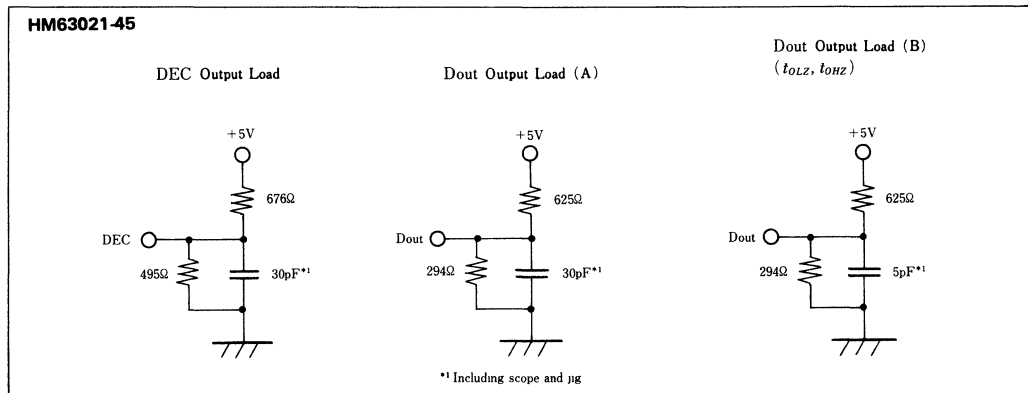 HM63021-45
DEC Output Load
+5V
676Ω
DEC
495Ω
30pF*1
Dout Output Load (A)
+5V
625Ω
Dout
294Ω
30pF*1
Dout Output Load (B)
(tOLZ, tOHZ)
+5V
625Ω
Dout
294Ω
5pF*1
*1 Including scope and jig